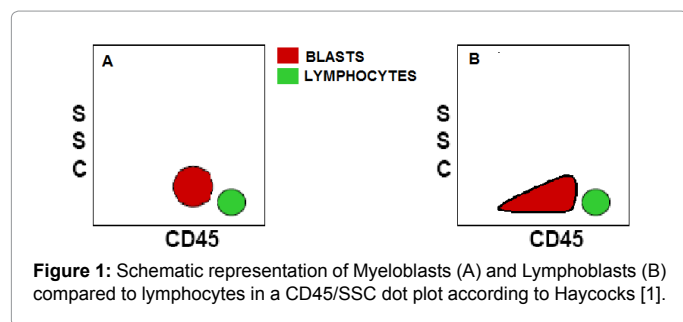 A
S
S
C
CD45
BLASTS
LYMPHOCYTES
B
S
S
C
CD45
Figure 1: Schematic representation of Myeloblasts (A) and Lymphoblasts (B)
compared to lymphocytes in a CD45/SSC dot plot according to Haycocks [1].